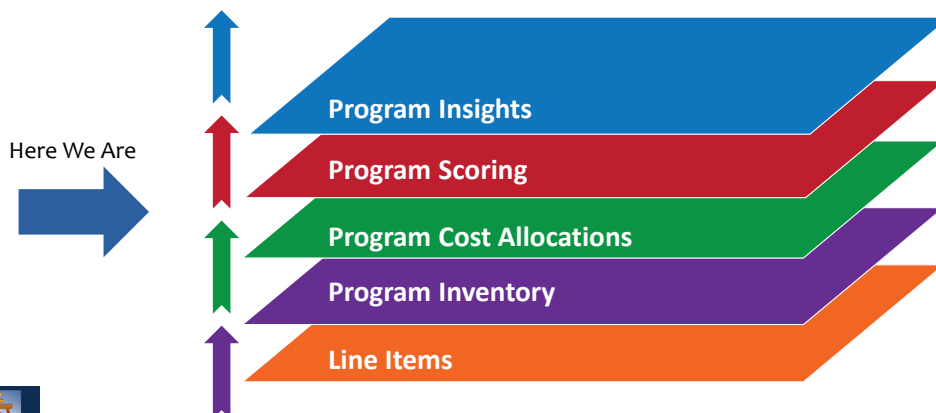 Program Insights
Here We Are
Program Scoring
Program Cost Allocations
Program Inventory
Line Items